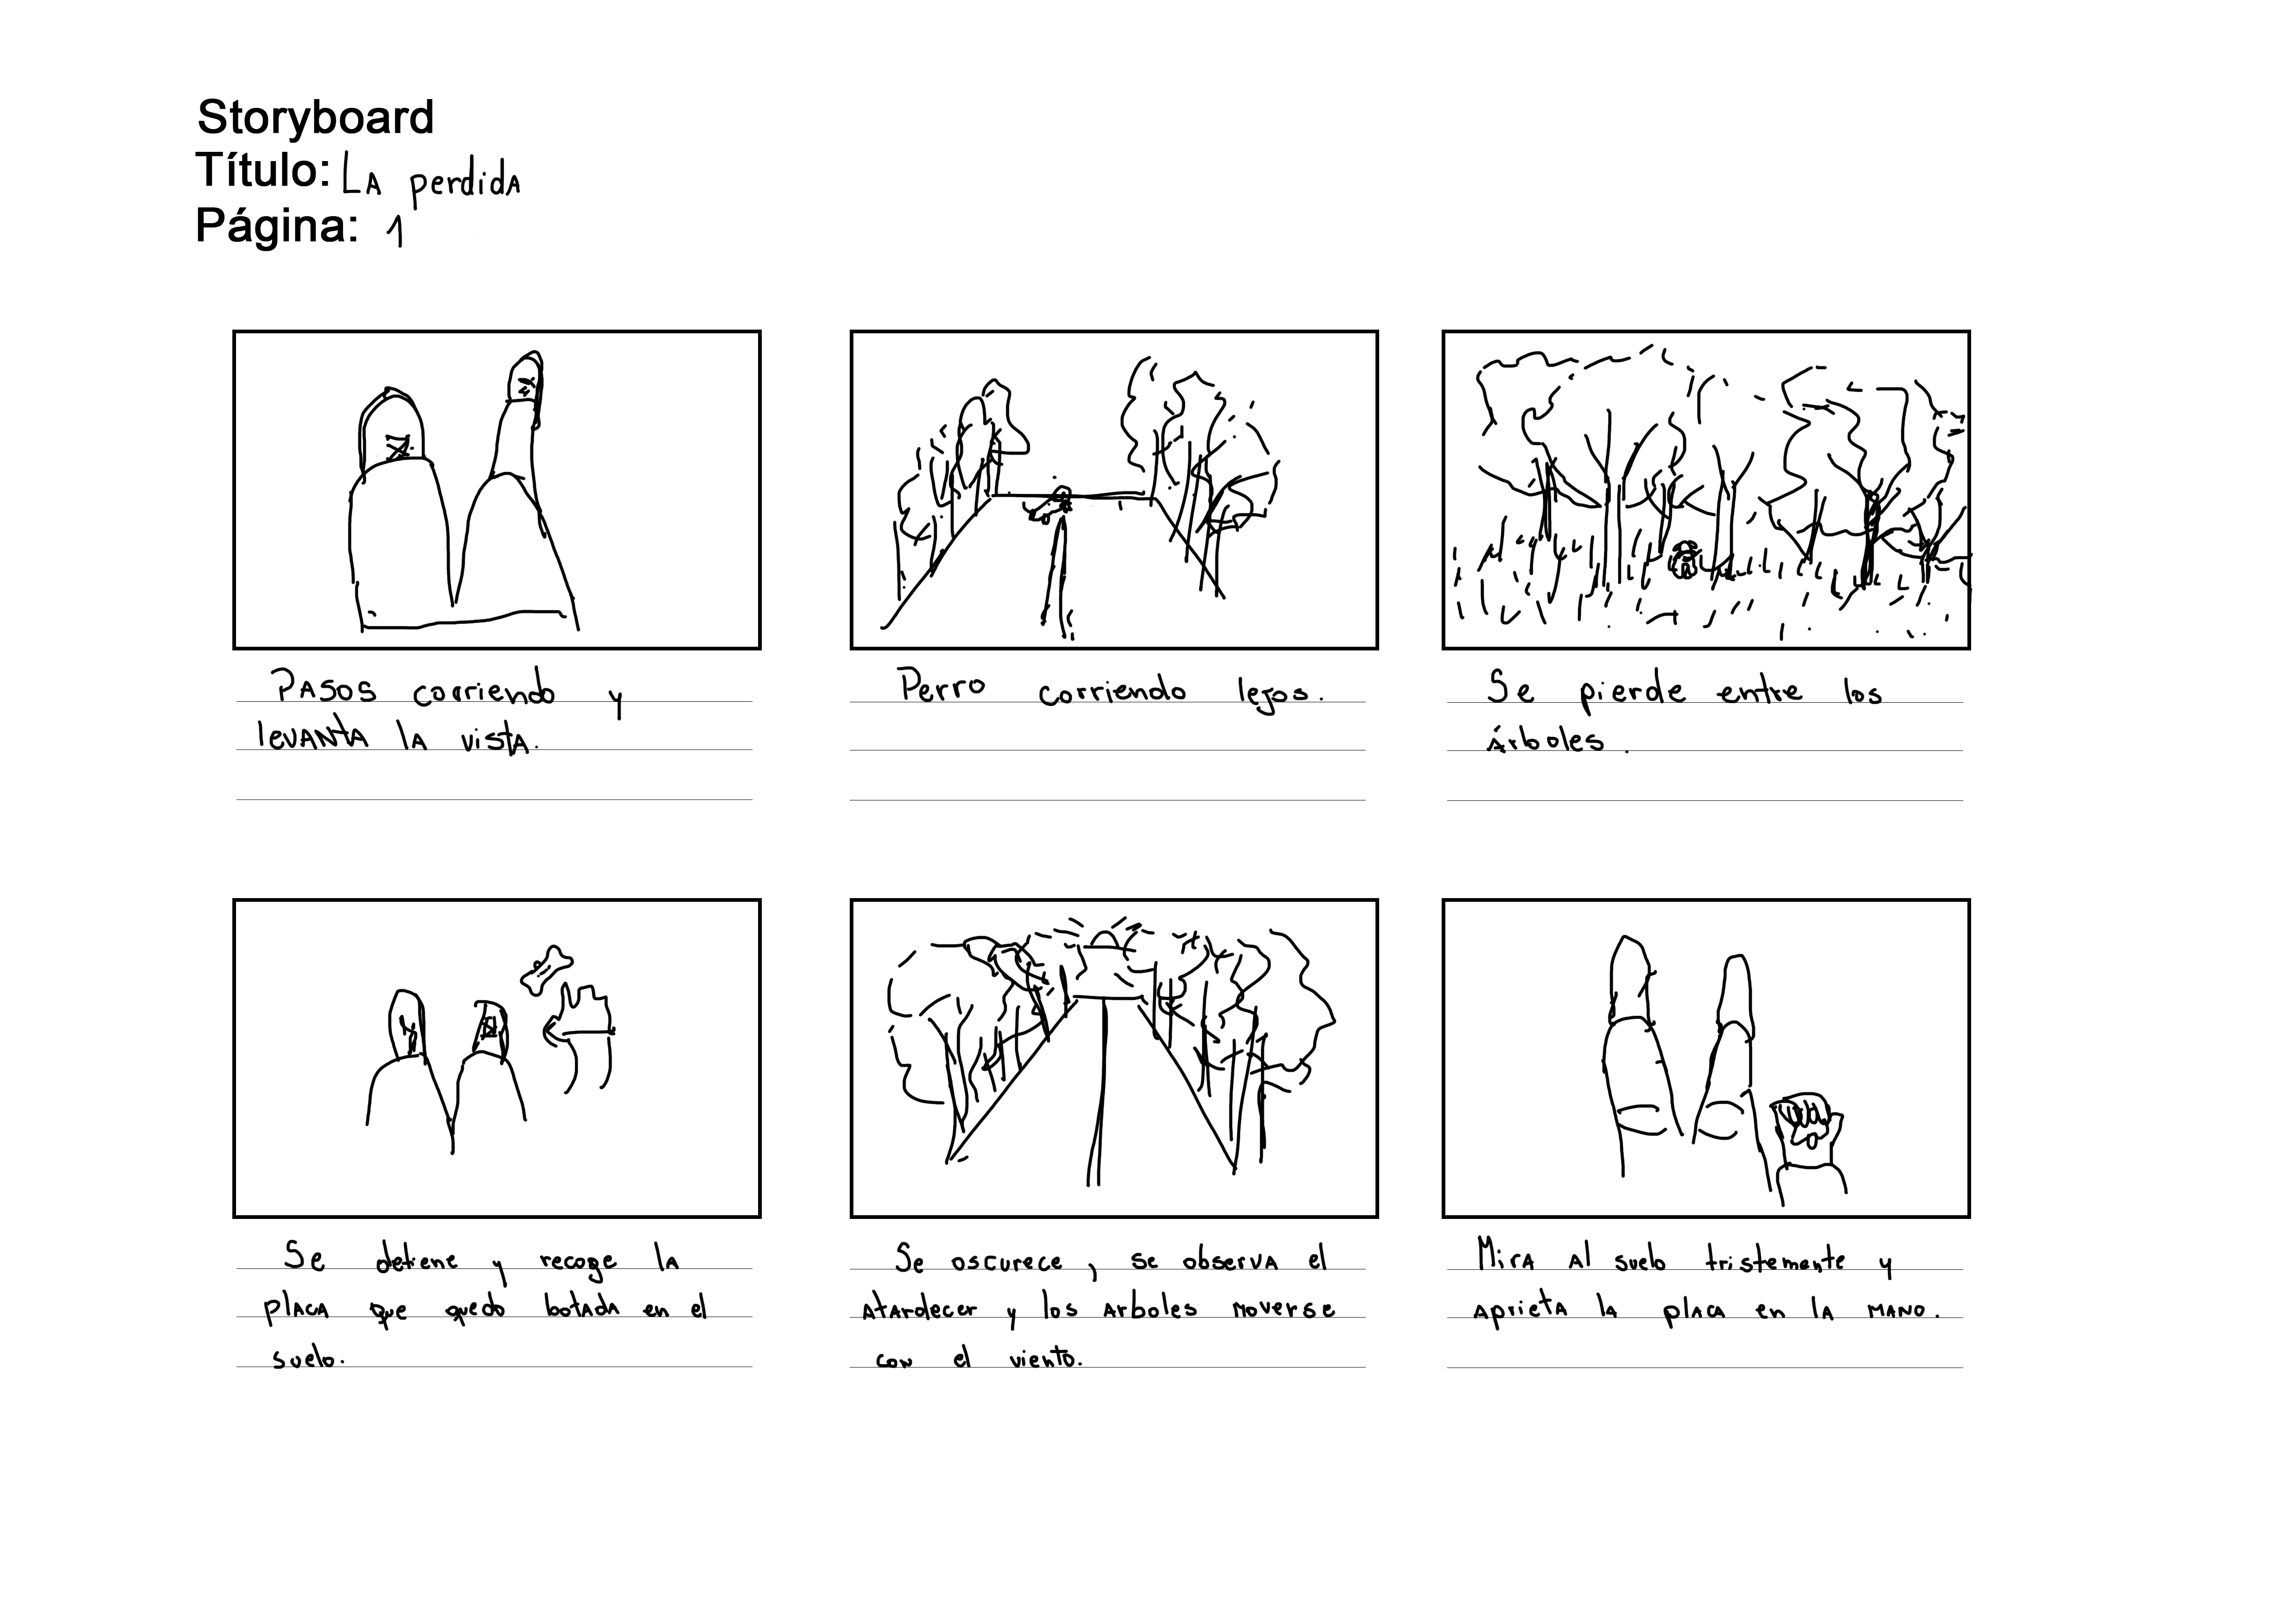 Storyboard
Título: LA perdidA
Página: 1
PASOS corriendo y
levANtA lA vistA.
Perro corriendo lejos.
Se pierde entre los
Árboles.
Se detiene y recoge lA
plAcA que quedo botAdA en el
suelo.
Se oscurece, se observA el
AtArdecer y los Arboles moverse
con el viento.
MirA Al suelo tristemente y
AprietA lA plAcA en lA MANO.